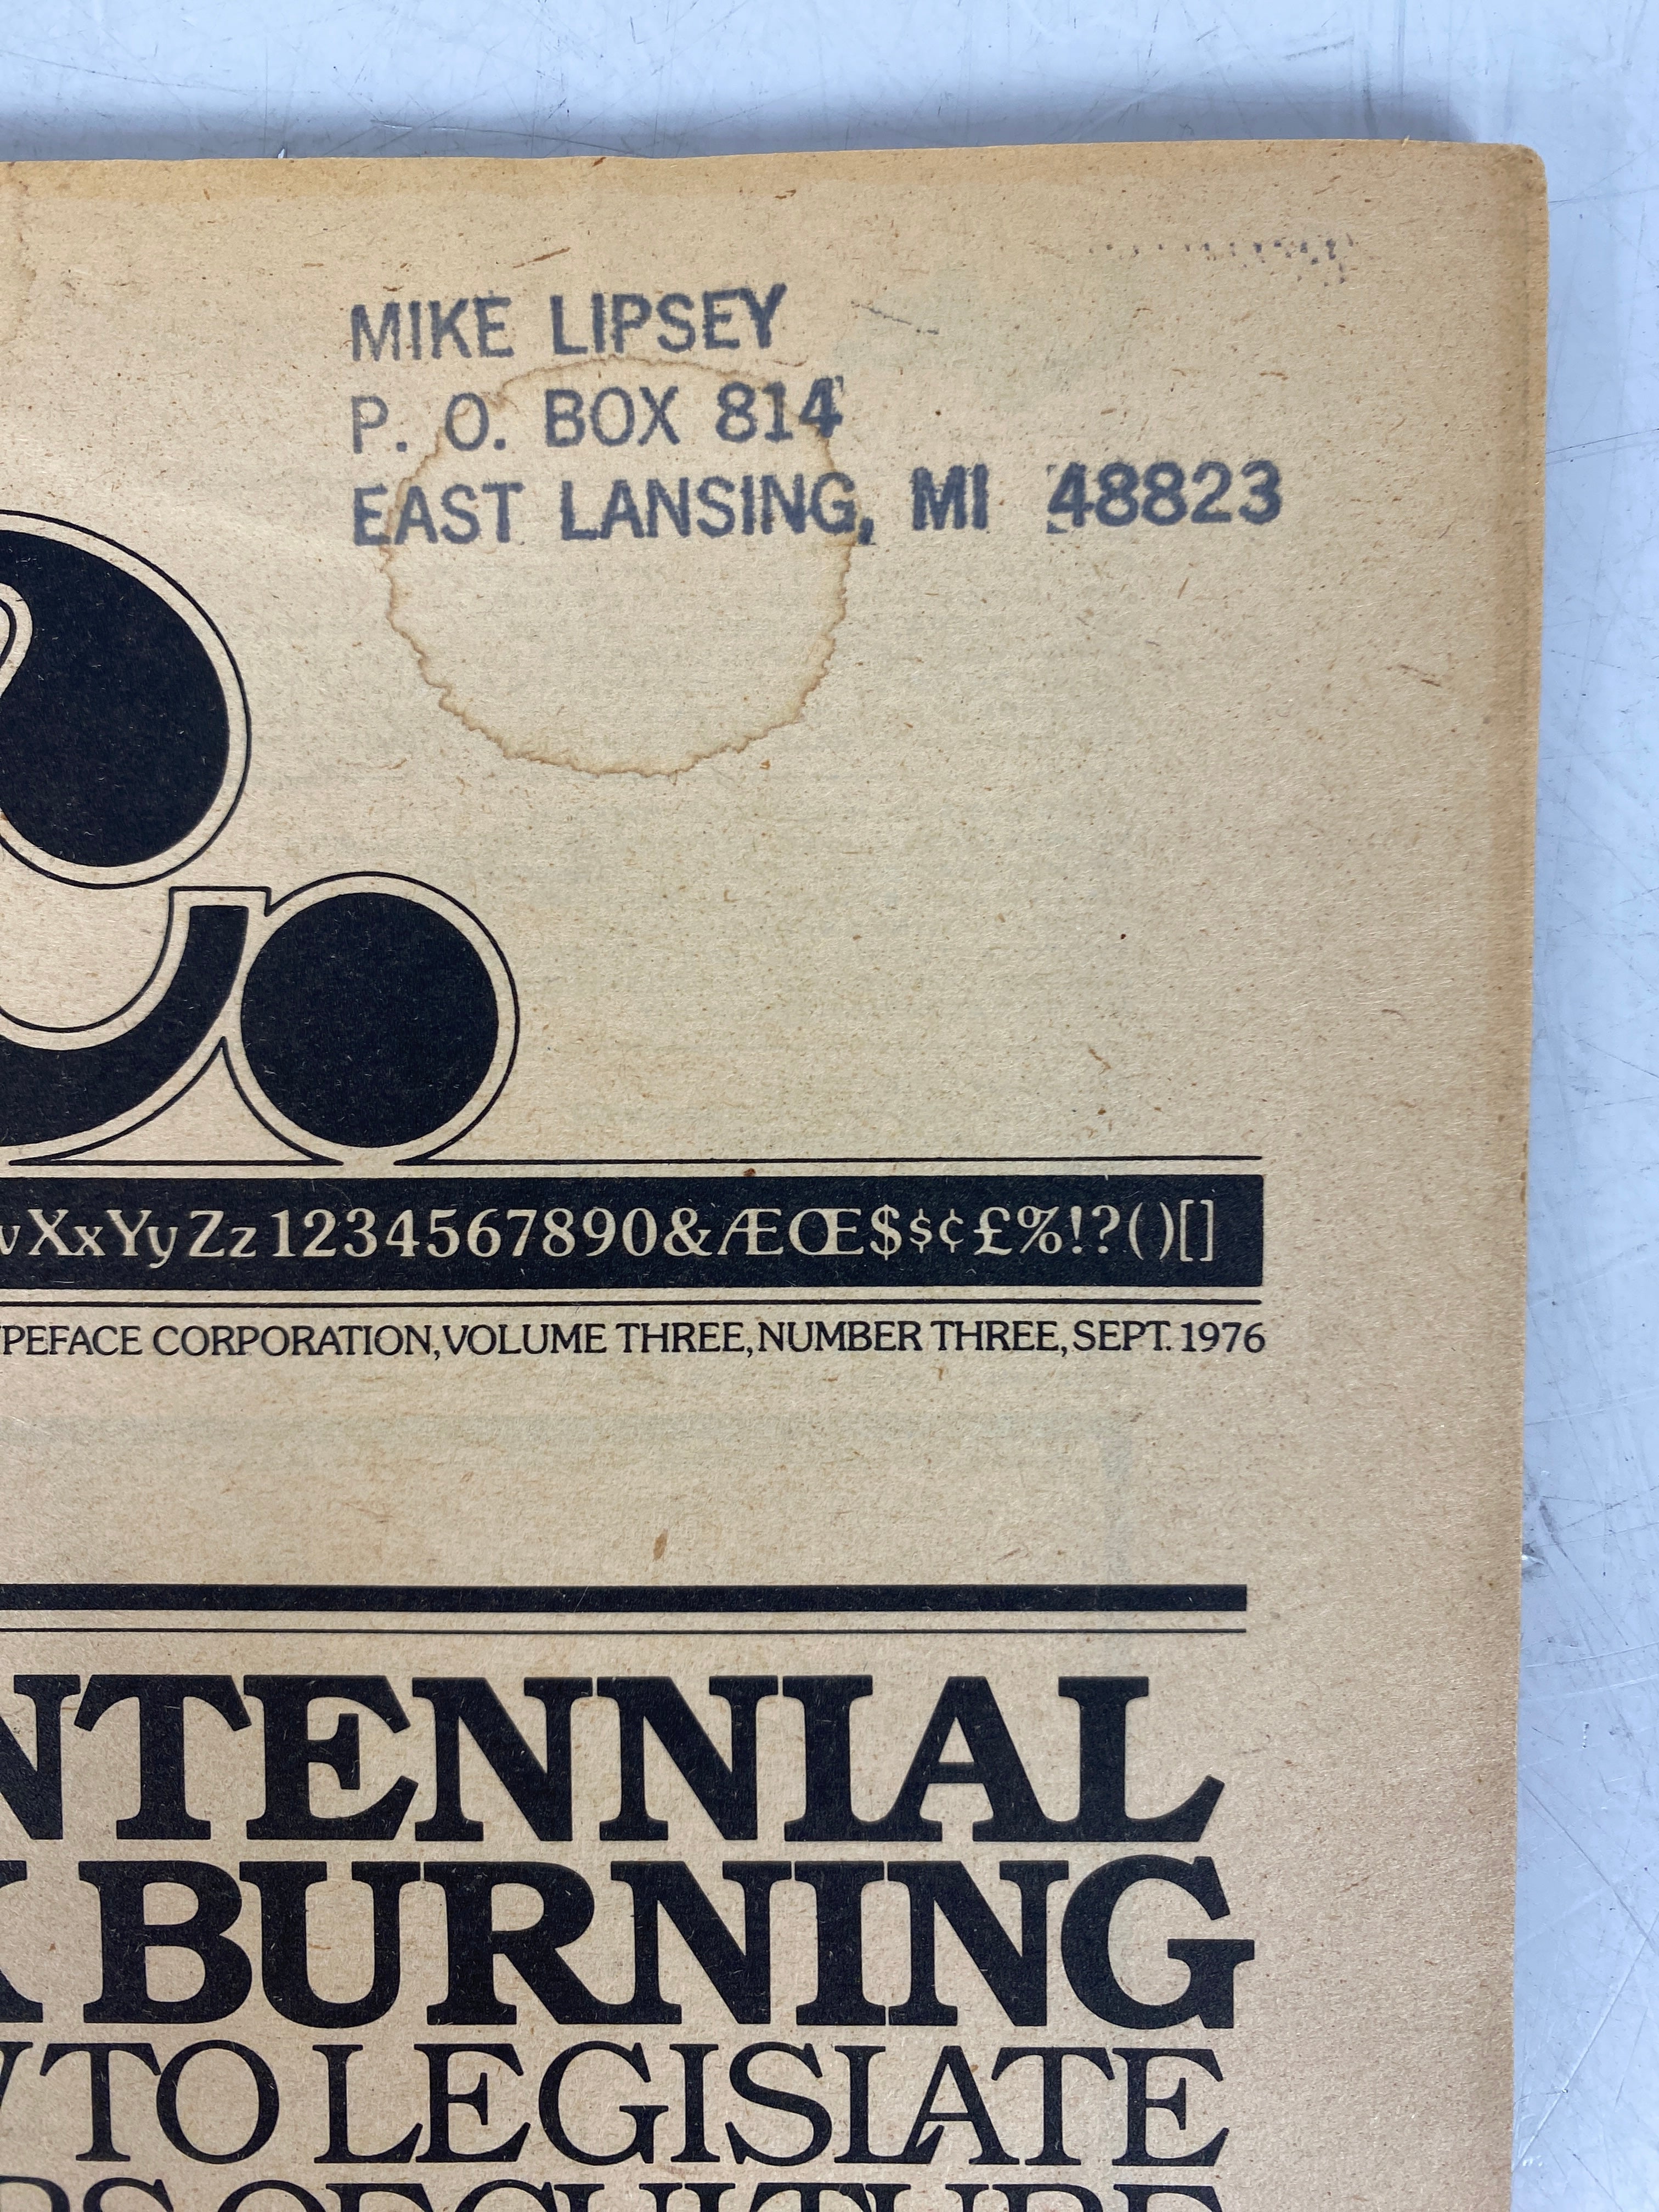 MIKE LIPSEY
P. O. BOX 814
EAST LANSING, MI 48823
XxYyZz1234567890&ÆŒ$$¢£%!?()[]
CORPORATION, VOLUME THREE, NUMBER THREE, SEPT. 1976
NTENNIAL
BURNING
TO LEGISLATE